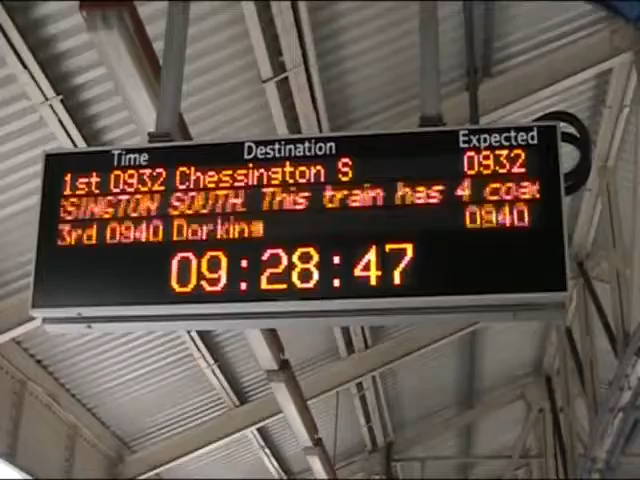 Time Destination Expected
1st 0932 Chessington S 0932
SINGTON SOUTH. This train has 4 coa
3rd 0940 Dorking 0940
09:28:47